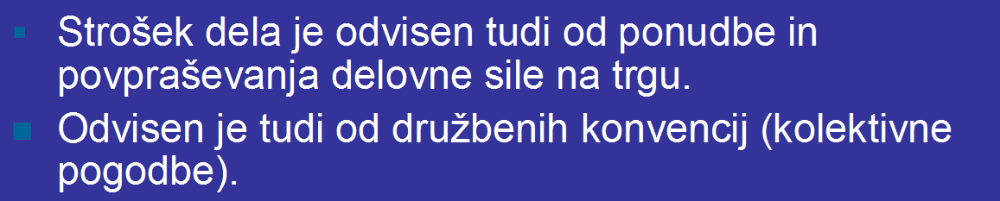 Strošek dela je odvisen tudi od ponudbe in
povpraševanja delovne sile na trgu.
Odvisen je tudi od družbenih konvencij (kolektivne
pogodbe).